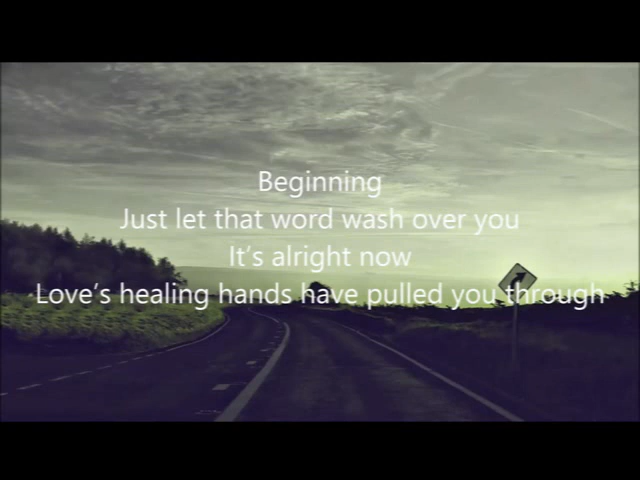 Beginning
Just let that word wash over you
It’s alright now
Love’s healing hands have pulled you through